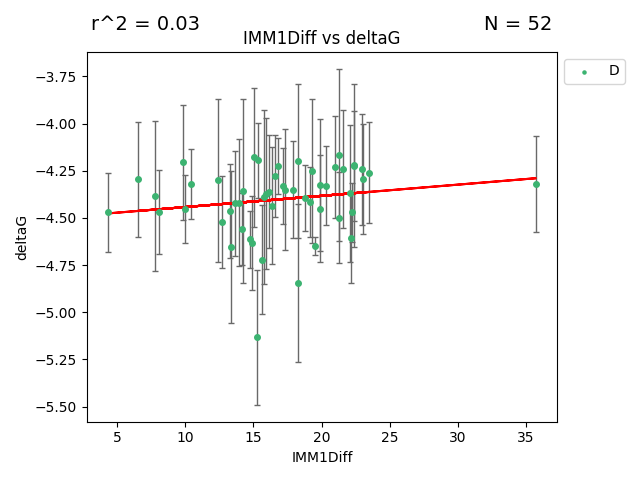 r^2 = 0.03
N = 52
IMM1Diff vs deltaG
D
−3.75
−4.00
−4.25
−4.50
−4.75
−5.00
−5.25
−5.50
deltaG
5 10 15 20 25 30 35
IMM1Diff